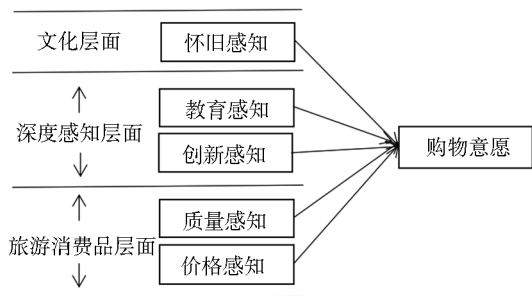 文化层面
怀旧感知
教育感知
深度感知层面
创新感知
购物意愿
质量感知
旅游消费品层面
价格感知